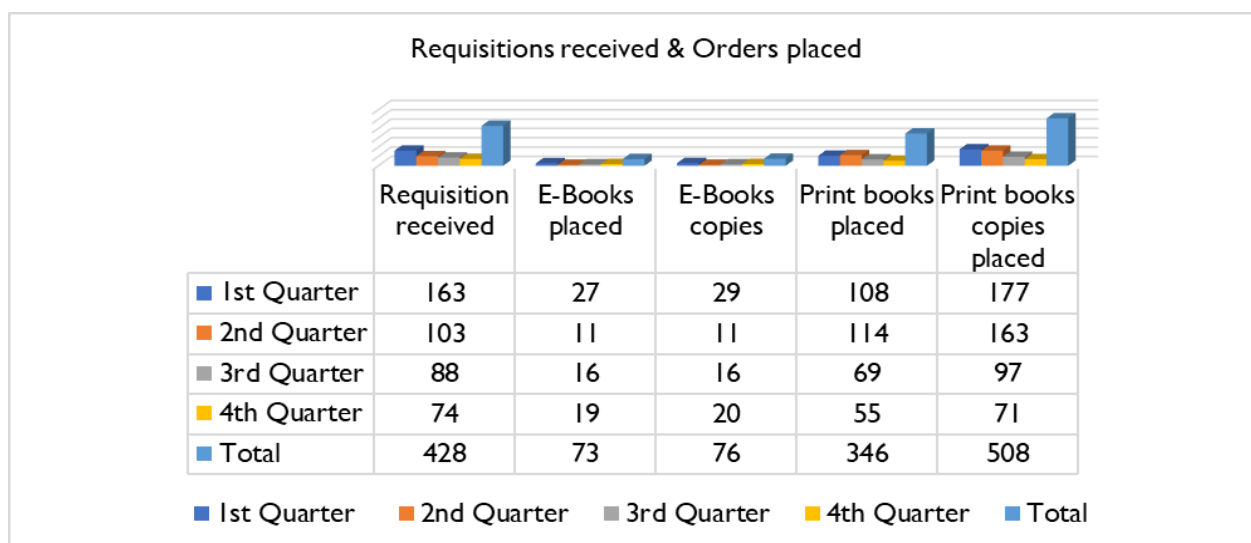 Requisitions received & Orders placed
Requisition received E-Books placed E-Books copies Print books placed Print books copies placed
1st Quarter 163 27 29 108 177
2nd Quarter 103 11 11 114 163
3rd Quarter 88 16 16 69 97
4th Quarter 74 19 20 55 71
Total 428 73 76 346 508
1st Quarter 2nd Quarter 3rd Quarter 4th Quarter Total